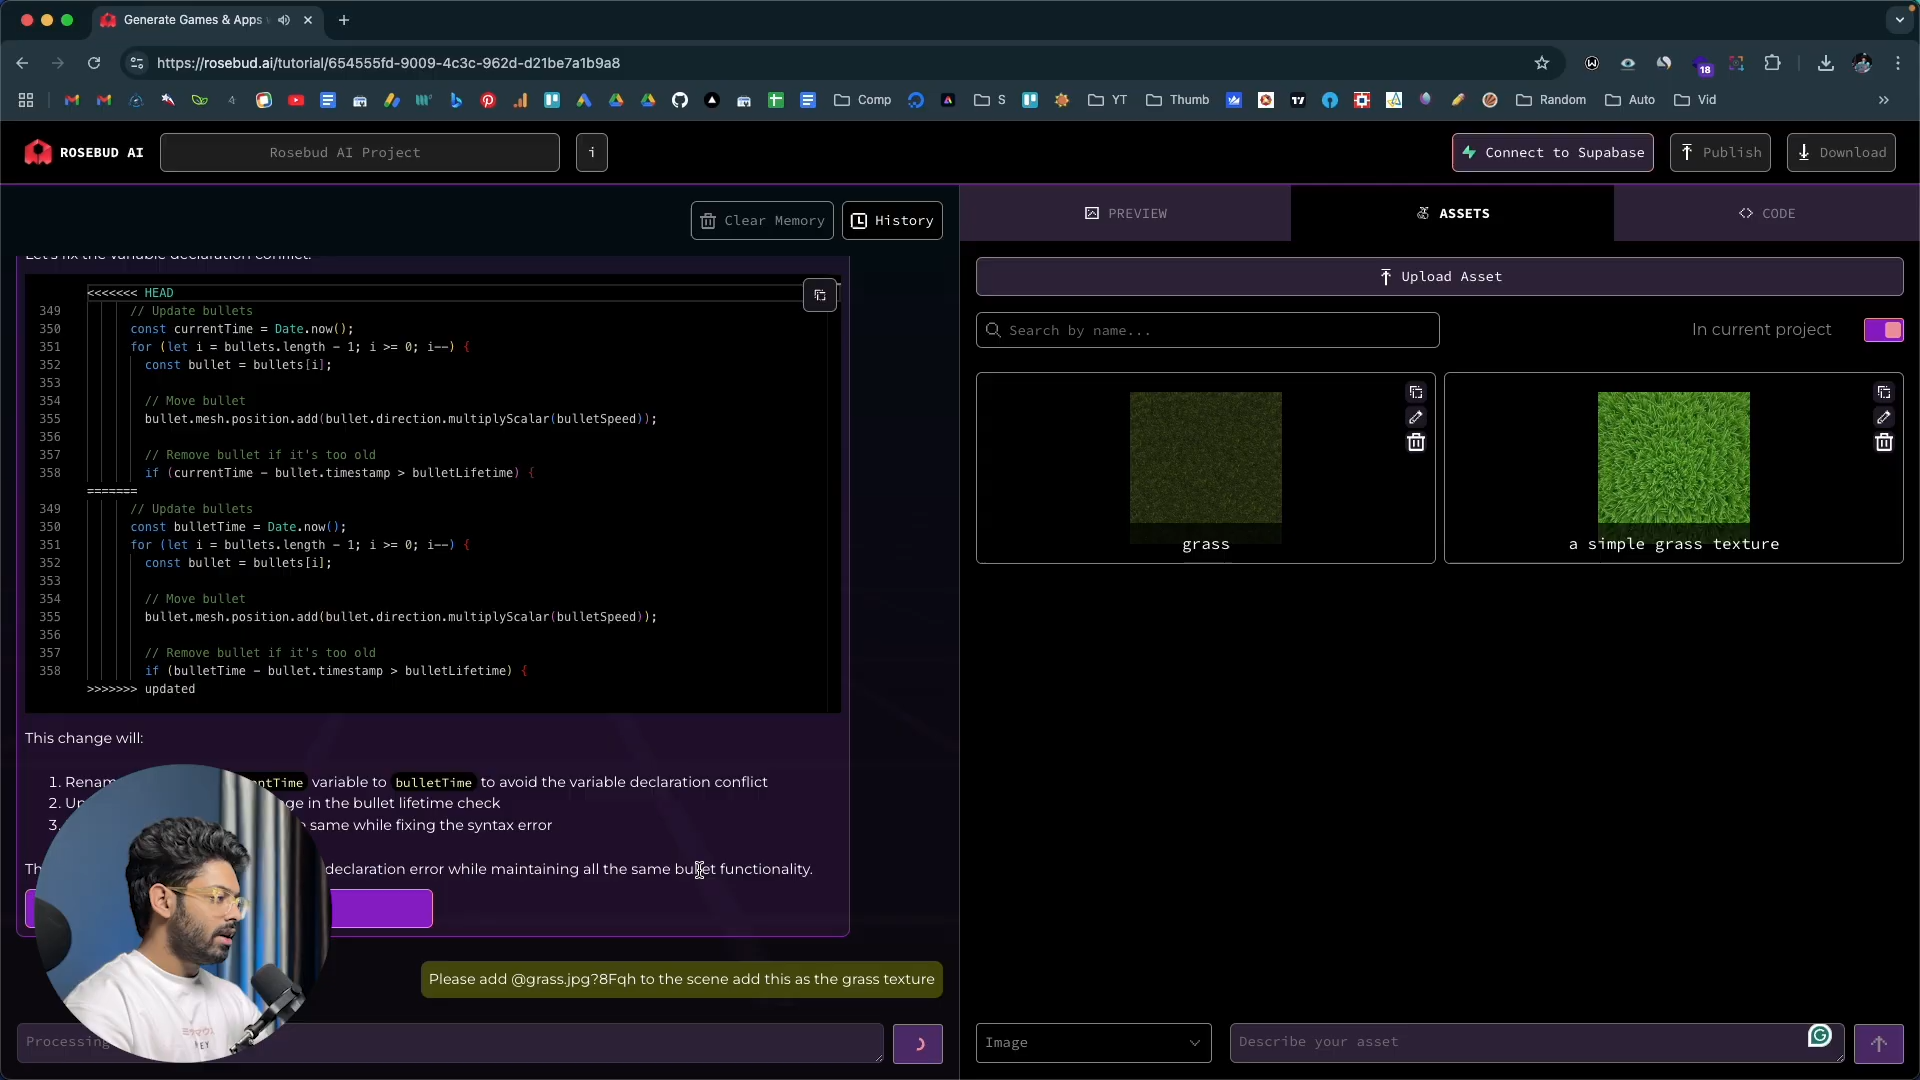 Generate Games & Apps
https://rosebud.ai/tutorial/654555fd-9009-4c3c-962d-d21be7a1b9a8
18
Comp
S
YT
Thumb
Random
Auto
Vid
ROSEBUD AI
Rosebud AI Project
i
Connect to Supabase
Publish
Download
Clear Memory
History
PREVIEW
ASSETS
CODE
Let's fix the variable declaration conflict.
<<<<<<< HEAD
349 // Update bullets
350 const currentTime = Date.now();
351 for (let i = bullets.length - 1; i >= 0; i--) {
352 const bullet = bullets[i];
353
354 // Move bullet
355 bullet.mesh.position.add(bullet.direction.multiplyScalar(bulletSpeed));
356
357 // Remove bullet if it's too old
358 if (currentTime - bullet.timestamp > bulletLifetime) {
=======
349 // Update bullets
350 const bulletTime = Date.now();
351 for (let i = bullets.length - 1; i >= 0; i--) {
352 const bullet = bullets[i];
353
354 // Move bullet
355 bullet.mesh.position.add(bullet.direction.multiplyScalar(bulletSpeed));
356
357 // Remove bullet if it's too old
358 if (bulletTime - bullet.timestamp > bulletLifetime) {
>>>>>>> updated
This change will:
1. Renam ntTime variable to bulletTime to avoid the variable declaration conflict
2. Up ge in the bullet lifetime check
3. same while fixing the syntax error
Th declaration error while maintaining all the same bullet functionality.
Please add @grass.jpg?8Fqh to the scene add this as the grass texture
Processing
Upload Asset
Search by name...
In current project
grass
a simple grass texture
Image
Describe your asset